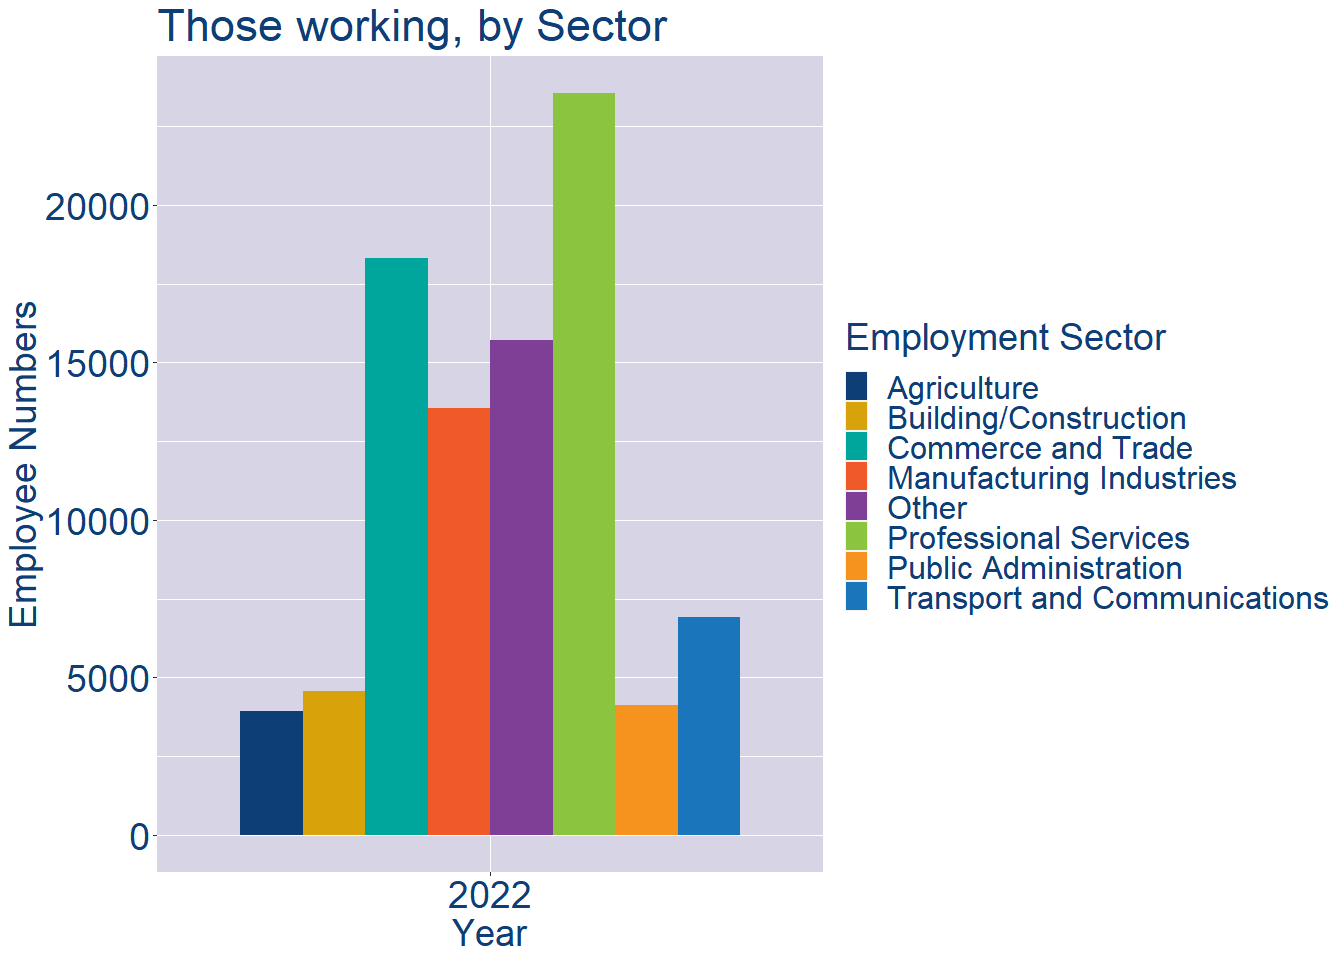 Those working, by Sector
Employee Numbers
20000
15000
10000
5000
0
2022
Year
Employment Sector
Agriculture
Building/Construction
Commerce and Trade
Manufacturing Industries
Other
Professional Services
Public Administration
Transport and Communications